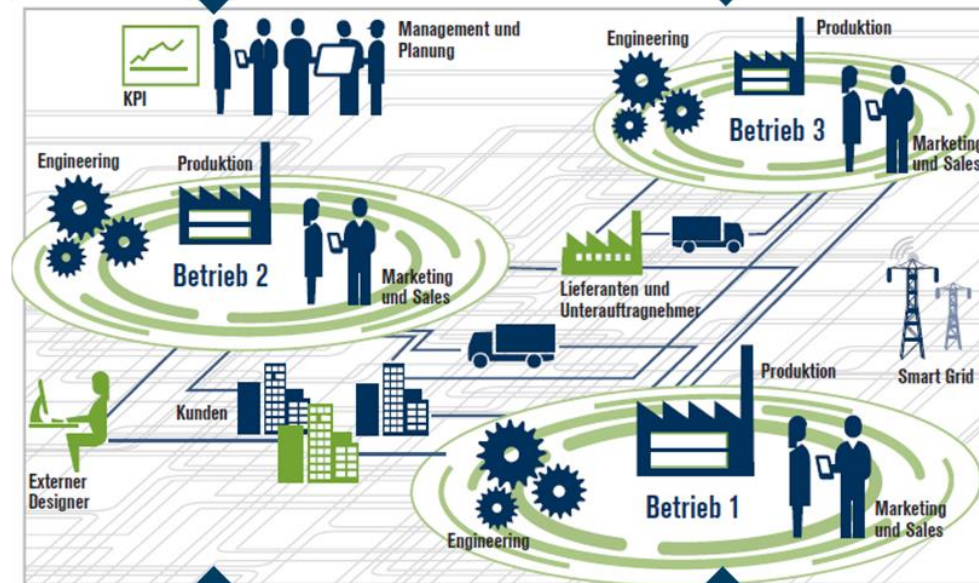 Management und
Planung
KPI
Engineering
Produktion
Betrieb 3
Marketing
und Sales
Engineering
Produktion
Betrieb 2
Marketing
und Sales
Lieferanten und
Unterauftragnehmer
Smart Grid
Kunden
Externer
Designer
Produktion
Betrieb 1
Engineering
Marketing
und Sales